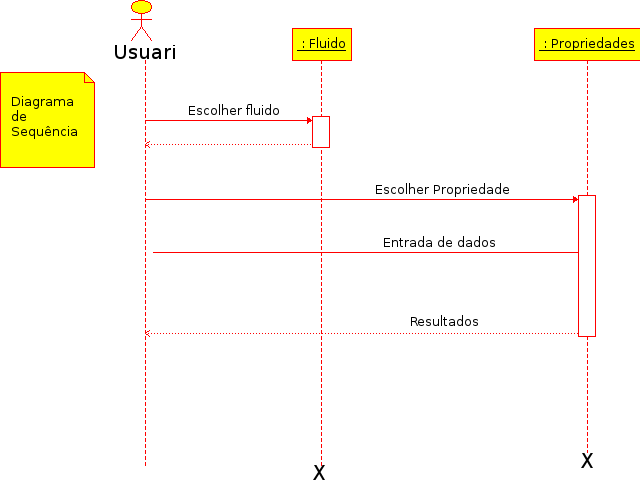 Usuari
: Fluido
: Propriedades
Diagrama
de
Sequência
Escolher fluido
Escolher Propriedade
Entrada de dados
Resultados
X
X